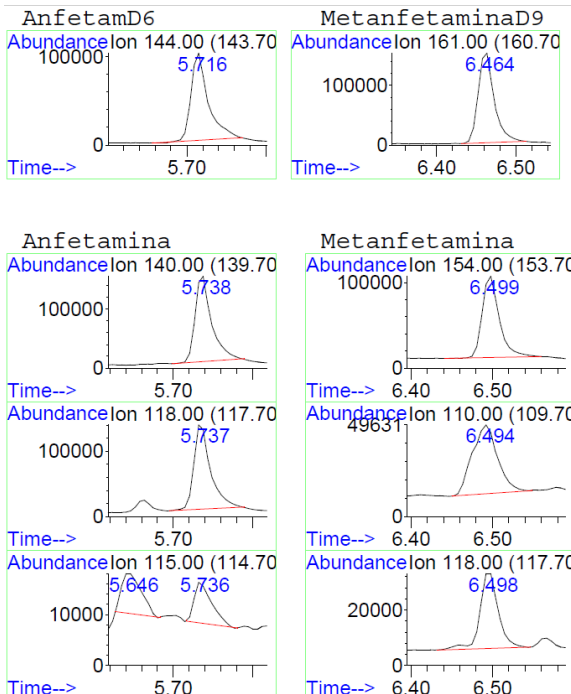 AnfetamD6
Abundance Ion 144.00 (143.70
100000
5.716
0
5.70
Time-->
MetanfetaminaD9
Abundance Ion 161.00 (160.70
6.464
100000
0
6.40 6.50
Time-->
Anfetamina
Abundance Ion 140.00 (139.70
5.738
100000
0
5.70
Time-->
Abundance Ion 118.00 (117.70
5.737
100000
0
5.70
Time-->
Abundance Ion 115.00 (114.70
5.646 5.736
10000
0
5.70
Time-->
Metanfetamina
Abundance Ion 154.00 (153.70
100000
6.499
0
6.40 6.50
Time-->
Abundance Ion 110.00 (109.70
49631
6.494
0
6.40 6.50
Time-->
Abundance Ion 118.00 (117.70
6.498
20000
0
6.40 6.50
Time-->